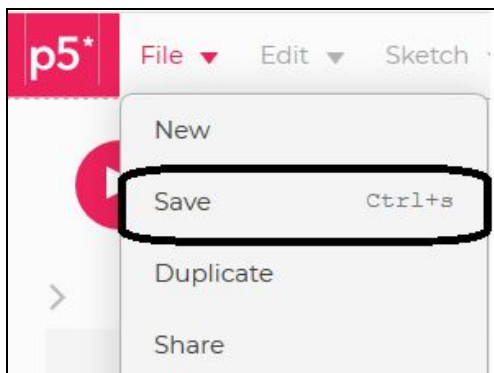 p5* File ▼ Edit ▼ Sketch
New
Save Ctrl+s
Duplicate
Share